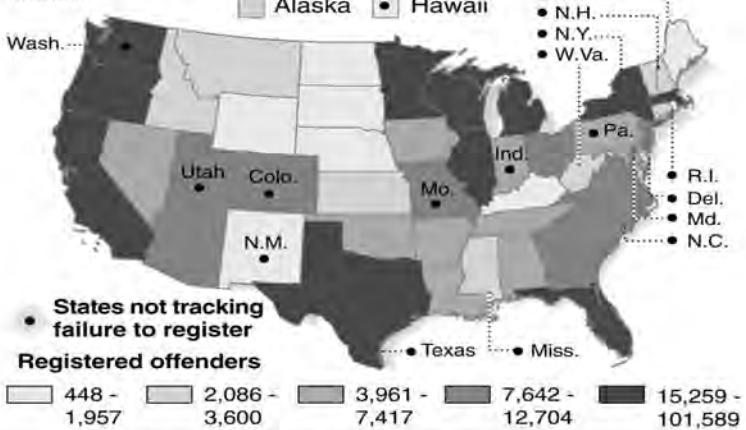 Alaska
Hawaii
N.H.
N.Y.
W.Va.
Wash.
Pa.
Ind.
Utah
Colo.
Mo.
R.I.
Del.
Md.
N.C.
N.M.
States not tracking
failure to register
Texas
Miss.
Registered offenders
448 -
1,957
2,086 -
3,600
3,961 -
7,417
7,642 -
12,704
15,259 -
101,589